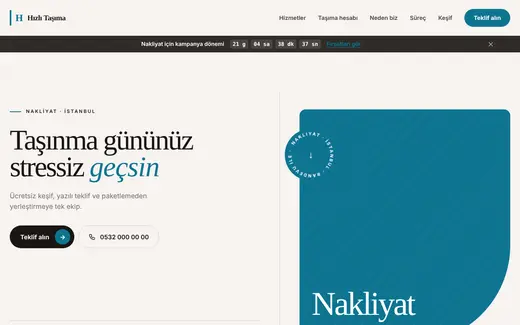 H Hızlı Taşıma
Hizmetler Taşıma hesabı Neden biz Süreç Keşif Teklif alın
Nakliyat için kampanya dönemi 21 g 04 sa 38 dk 37 sn Fırsatları gör
NAKLİYAT · İSTANBUL
Taşınma gününüz
stressiz geçsin
Ücretsiz keşif, yazılı teklif ve paketlemeden
yerleştirmeye tek ekip.
Teklif alın → 0532 000 00 00
NAKLİYAT · İSTANBUL · RANDEVU İLE ·
↓
Nakliyat